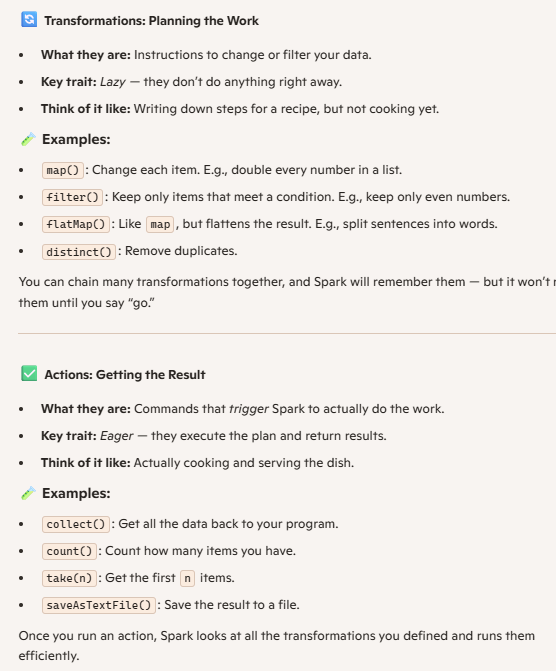 Transformations: Planning the Work
• What they are: Instructions to change or filter your data.
• Key trait: Lazy — they don't do anything right away.
• Think of it like: Writing down steps for a recipe, but not cooking yet.
Examples:
• map(): Change each item. E.g., double every number in a list.
• filter(): Keep only items that meet a condition. E.g., keep only even numbers.
• flatMap(): Like map, but flattens the result. E.g., split sentences into words.
• distinct(): Remove duplicates.
You can chain many transformations together, and Spark will remember them — but it won't
them until you say “go.”
Actions: Getting the Result
• What they are: Commands that trigger Spark to actually do the work.
• Key trait: Eager — they execute the plan and return results.
• Think of it like: Actually cooking and serving the dish.
Examples:
• collect(): Get all the data back to your program.
• count(): Count how many items you have.
• take(n): Get the first n items.
• saveAsTextFile(): Save the result to a file.
Once you run an action, Spark looks at all the transformations you defined and runs them
efficiently.